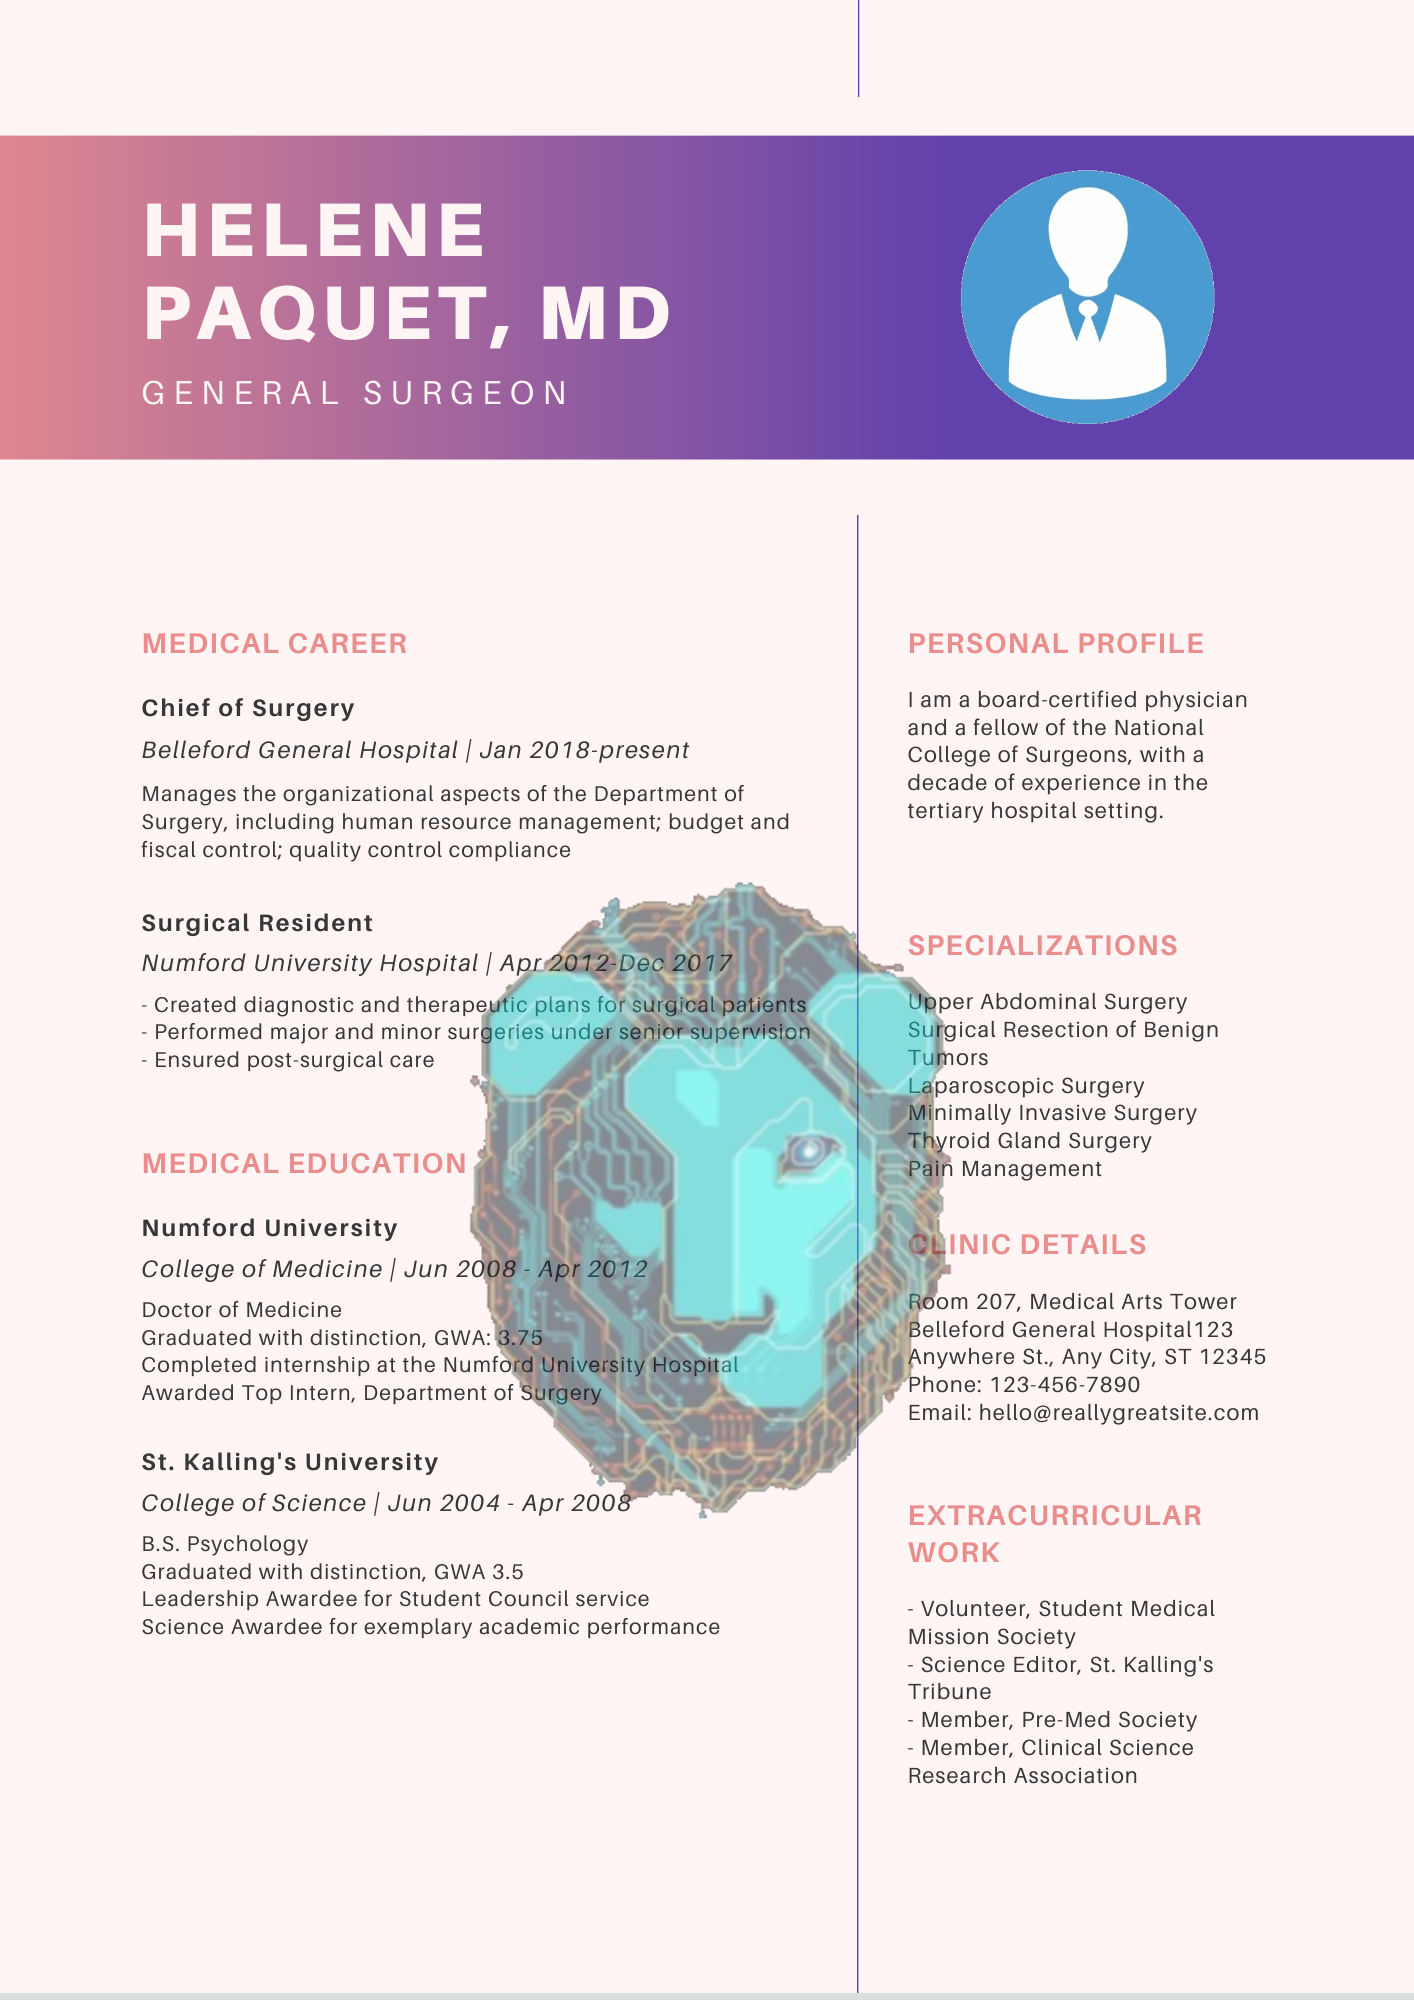 HELENE
PAQUET, MD
GENERAL SURGEON
MEDICAL CAREER
Chief of Surgery
Belleford General Hospital | Jan 2018-present
Manages the organizational aspects of the Department of
Surgery, including human resource management; budget and
fiscal control; quality control compliance
Surgical Resident
Numford University Hospital | Apr 2012-Dec 2017
- Created diagnostic and therapeutic plans for surgical patients
- Performed major and minor surgeries under senior supervision
- Ensured post-surgical care
MEDICAL EDUCATION
Numford University
College of Medicine | Jun 2008 - Apr 2012
Doctor of Medicine
Graduated with distinction, GWA: 3.75
Completed internship at the Numford University Hospital
Awarded Top Intern, Department of Surgery
St. Kalling's University
College of Science | Jun 2004 - Apr 2008
B.S. Psychology
Graduated with distinction, GWA 3.5
Leadership Awardee for Student Council service
Science Awardee for exemplary academic performance
PERSONAL PROFILE
I am a board-certified physician
and a fellow of the National
College of Surgeons, with a
decade of experience in the
tertiary hospital setting.
SPECIALIZATIONS
Upper Abdominal Surgery
Surgical Resection of Benign
Tumors
Laparoscopic Surgery
Minimally Invasive Surgery
Thyroid Gland Surgery
Pain Management
CLINIC DETAILS
Room 207, Medical Arts Tower
Belleford General Hospital123
Anywhere St., Any City, ST 12345
Phone: 123-456-7890
Email: hello@reallygreatsite.com
EXTRACURRICULAR
WORK
- Volunteer, Student Medical
Mission Society
- Science Editor, St. Kalling's
Tribune
- Member, Pre-Med Society
- Member, Clinical Science
Research Association